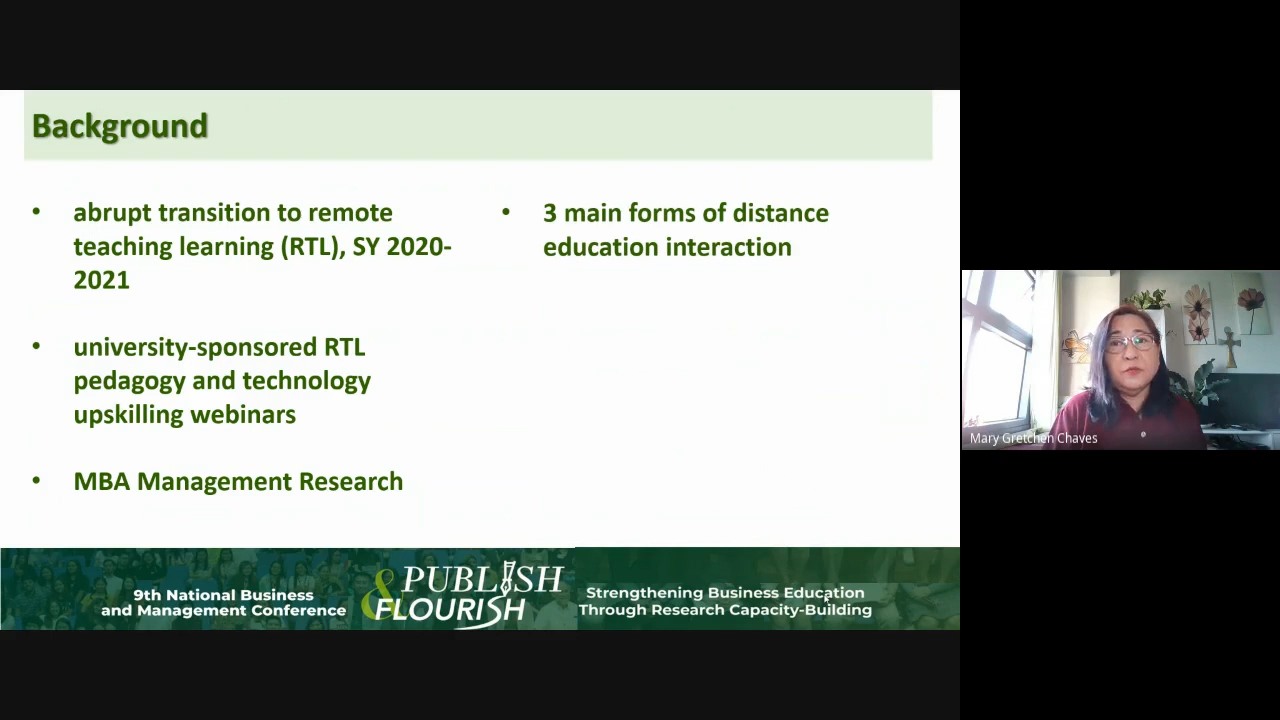 Background
• abrupt transition to remote
teaching learning (RTL), SY 2020-
2021
• university-sponsored RTL
pedagogy and technology
upskilling webinars
• MBA Management Research
• 3 main forms of distance
education interaction
9th National Business
and Management Conference
PUBLISH
& FLOURISH
Strengthening Business Education
Through Research Capacity-Building
Mary Gretchen Chaves